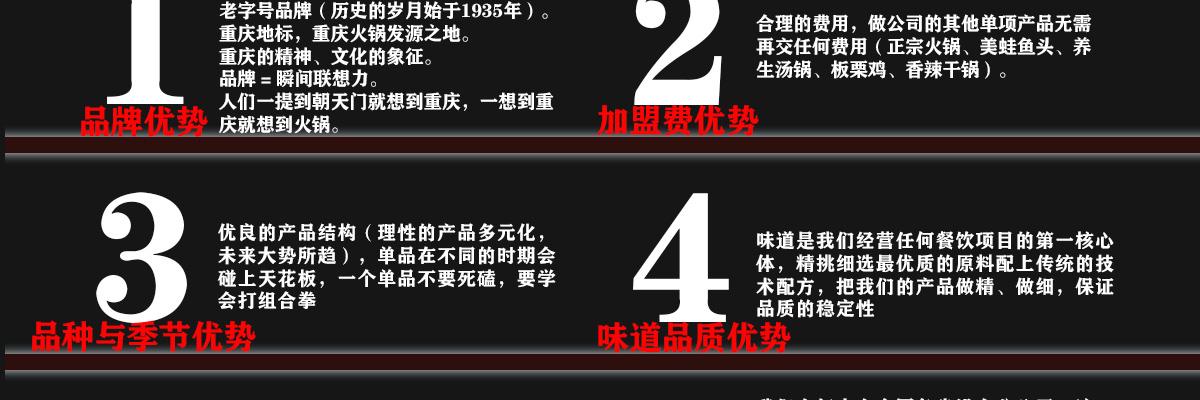 1
老字号品牌（历史的岁月始于1935年）。
重庆地标，重庆火锅发源之地。
重庆的精神、文化的象征。
品牌=瞬间联想力。
人们一提到朝天门就想到重庆，一想到重
庆就想到火锅。
品牌优势
2
合理的费用，做公司的其他单项产品无需
再交任何费用（正宗火锅、美蛙鱼头、养
生汤锅、板栗鸡、香辣干锅）。
加盟费优势
3
优良的产品结构（理性的产品多元化，
未来大势所趋），单品在不同的时期会
碰上天花板，一个单品不要死磕，要学
会打组合拳
品种与季节优势
4
味道是我们经营任何餐饮项目的第一核心
体，精挑细选最优质的原料配上传统的技
术配方，把我们的产品做精、做细，保证
品质的稳定性
味道品质优势